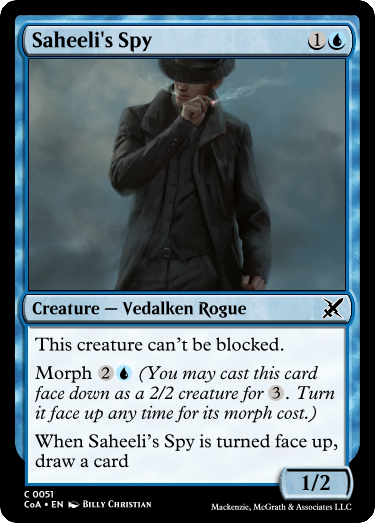 Saheeli's Spy 1
Creature — Vedalken Rogue
This creature can't be blocked.
Morph 2 (You may cast this card
face down as a 2/2 creature for 3. Turn
it face up any time for its morph cost.)
When Saheeli's Spy is turned face up,
draw a card
1/2
C 0051
CoA • EN Billy Christian
Mackenzie, McGrath & Associates LLC